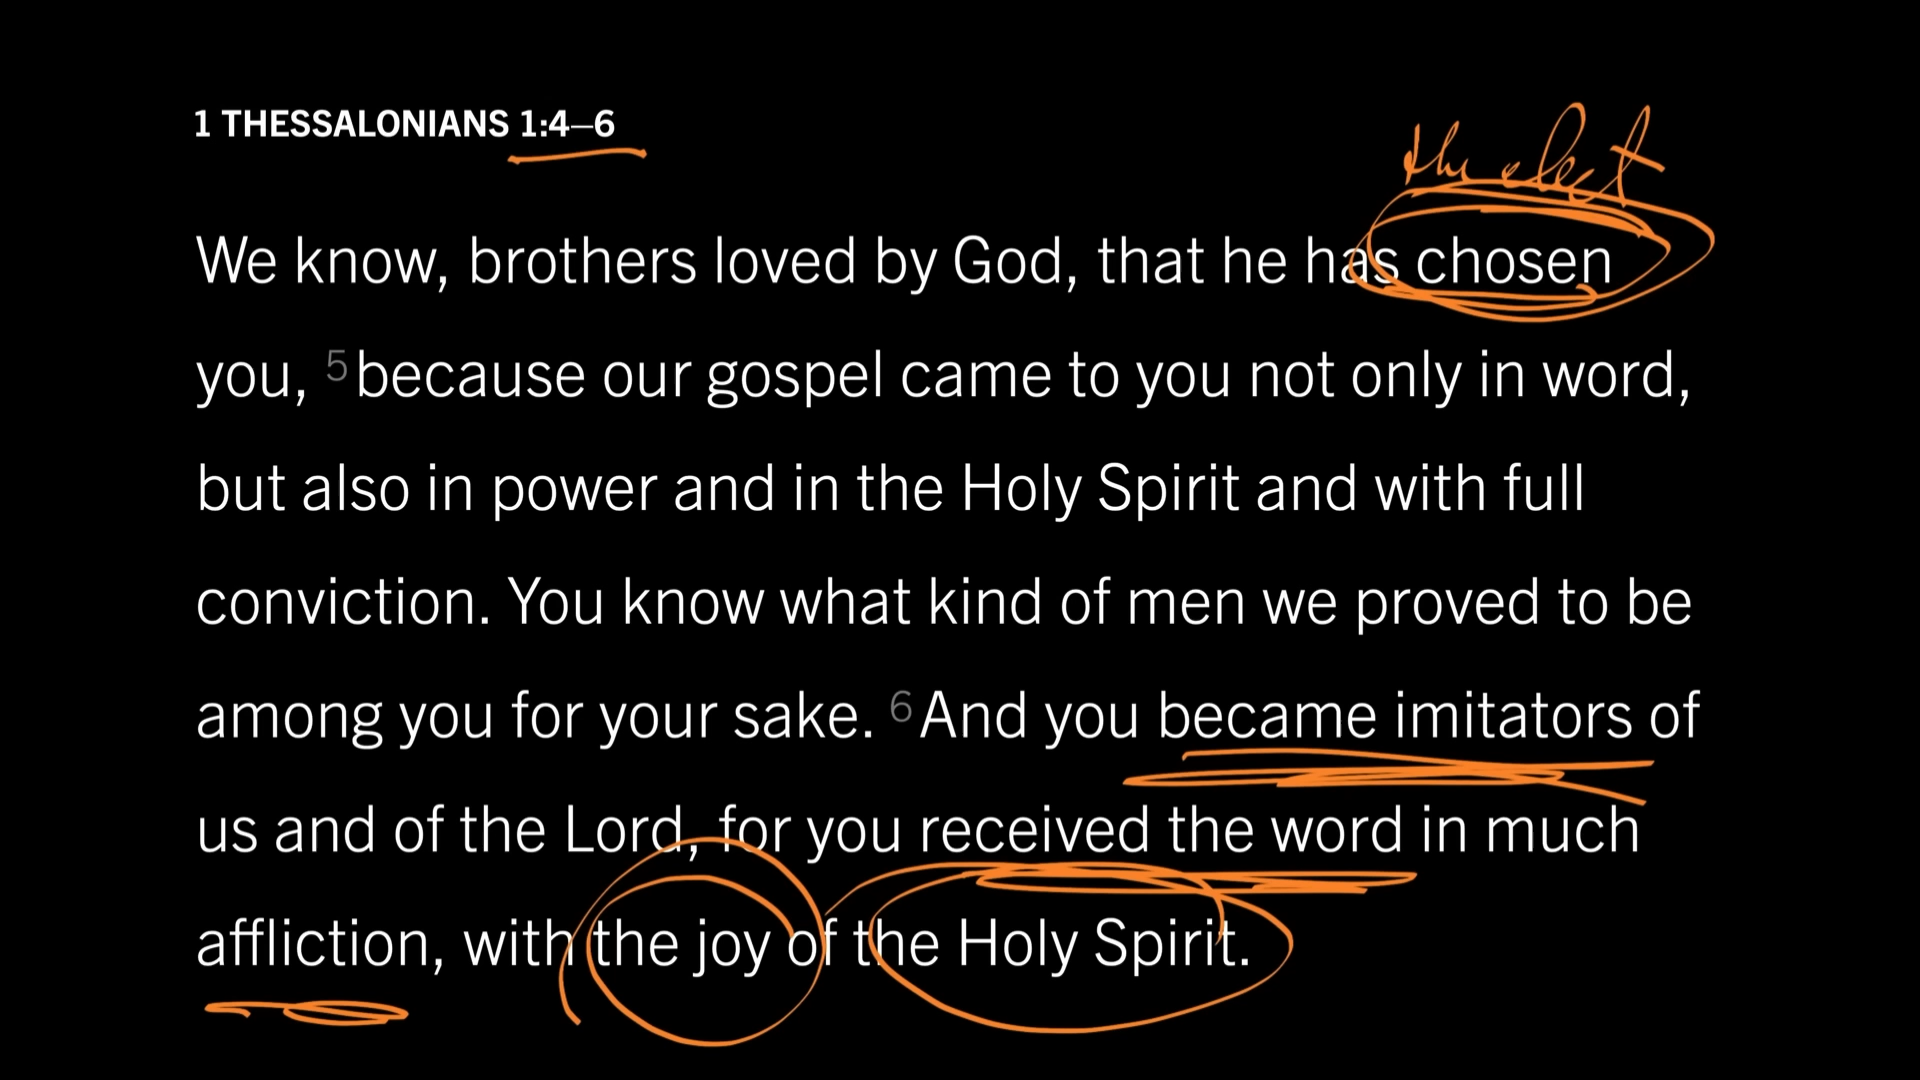 1 THESSALONIANS 1:4–6
the elect
We know, brothers loved by God, that he has chosen
you, 5 because our gospel came to you not only in word,
but also in power and in the Holy Spirit and with full
conviction. You know what kind of men we proved to be
among you for your sake. 6 And you became imitators of
us and of the Lord, for you received the word in much
affliction, with the joy of the Holy Spirit.